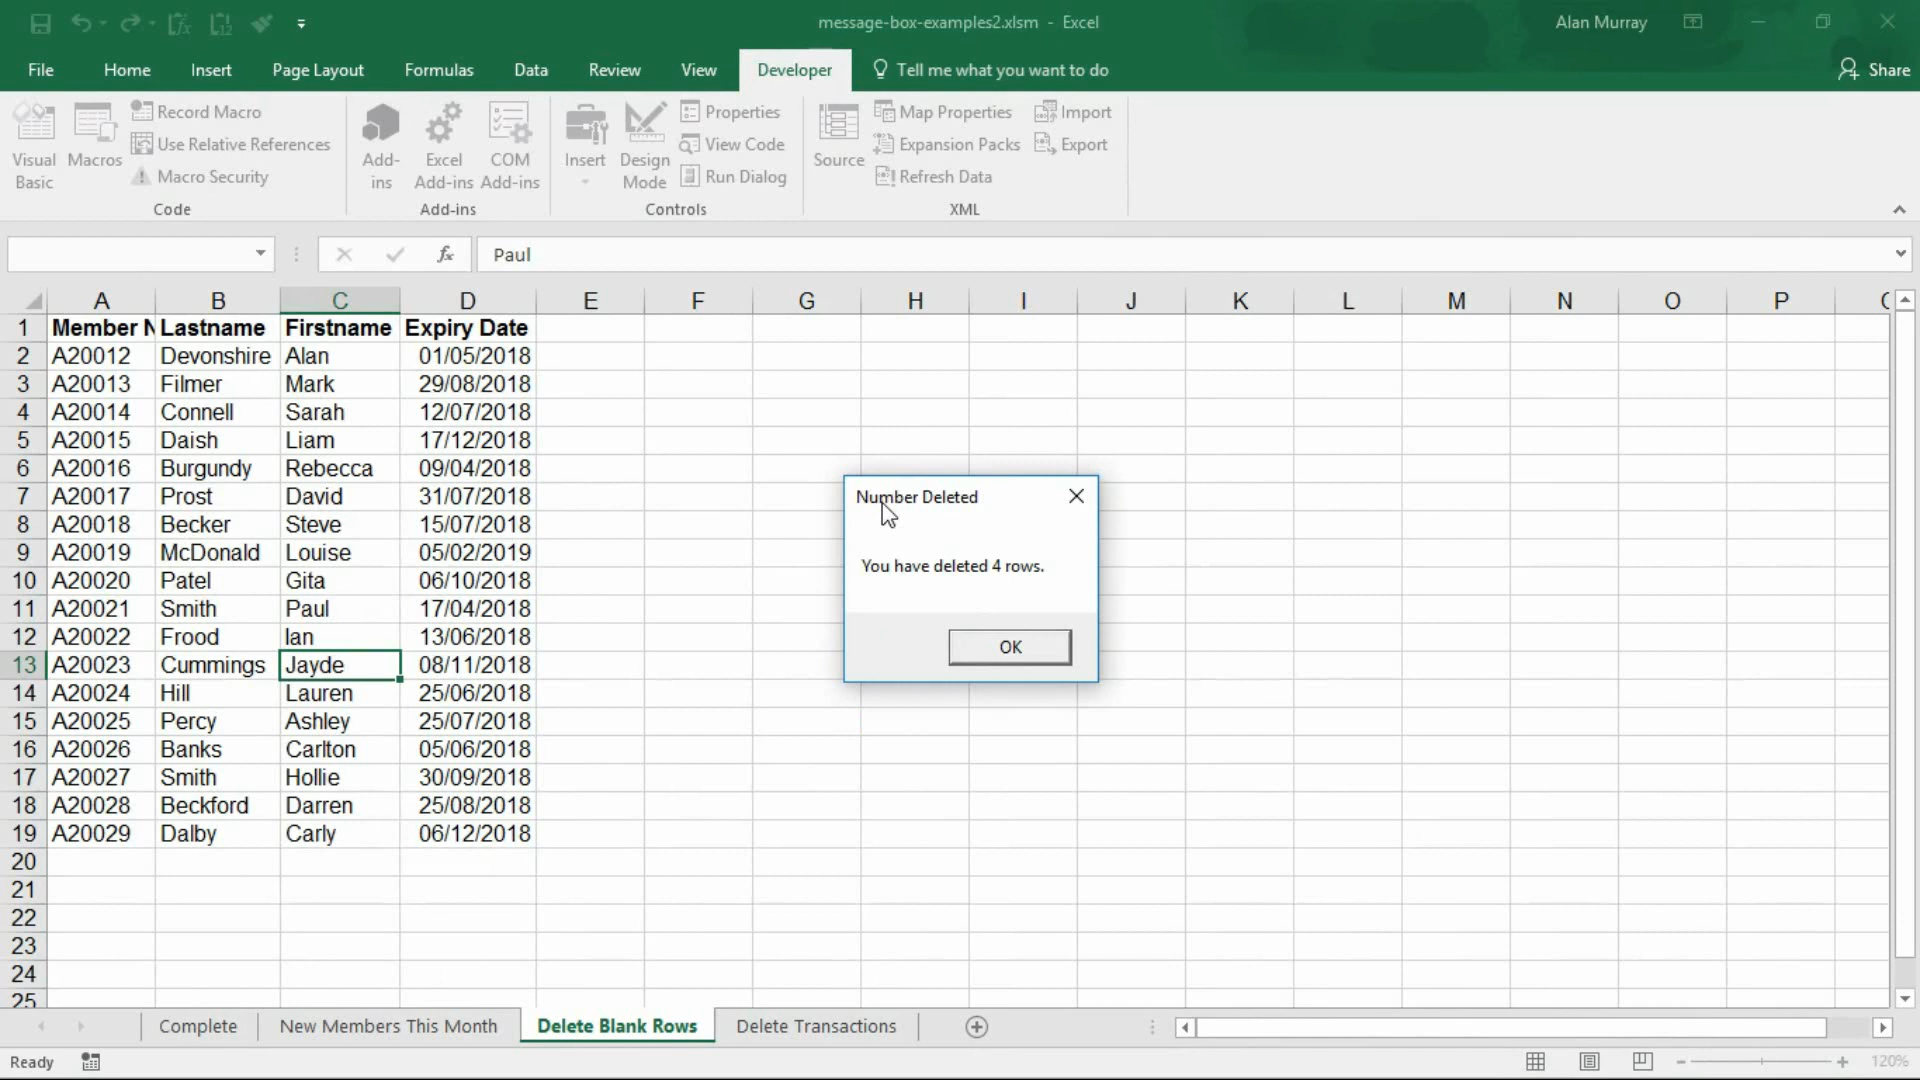 message-box-examples2.xlsm - Excel
Alan Murray
File Home Insert Page Layout Formulas Data Review View Developer Tell me what you want to do Share
Visual Basic
Macros
Record Macro
Use Relative References
Macro Security
Code
Add-ins
Excel Add-ins
COM Add-ins
Add-ins
Insert
Design Mode
Properties
View Code
Run Dialog
Controls
Source
Map Properties
Expansion Packs
Refresh Data
Import
Export
XML
fx Paul
A B C D E F G H I J K L M N O P
1 Member N Lastname Firstname Expiry Date
2 A20012 Devonshire Alan 01/05/2018
3 A20013 Filmer Mark 29/08/2018
4 A20014 Connell Sarah 12/07/2018
5 A20015 Daish Liam 17/12/2018
6 A20016 Burgundy Rebecca 09/04/2018
7 A20017 Prost David 31/07/2018
8 A20018 Becker Steve 15/07/2018
9 A20019 McDonald Louise 05/02/2019
10 A20020 Patel Gita 06/10/2018
11 A20021 Smith Paul 17/04/2018
12 A20022 Frood Ian 13/06/2018
13 A20023 Cummings Jayde 08/11/2018
14 A20024 Hill Lauren 25/06/2018
15 A20025 Percy Ashley 25/07/2018
16 A20026 Banks Carlton 05/06/2018
17 A20027 Smith Hollie 30/09/2018
18 A20028 Beckford Darren 25/08/2018
19 A20029 Dalby Carly 06/12/2018
20
21
22
23
24
25
Number Deleted
You have deleted 4 rows.
OK
Complete New Members This Month Delete Blank Rows Delete Transactions
Ready
120%